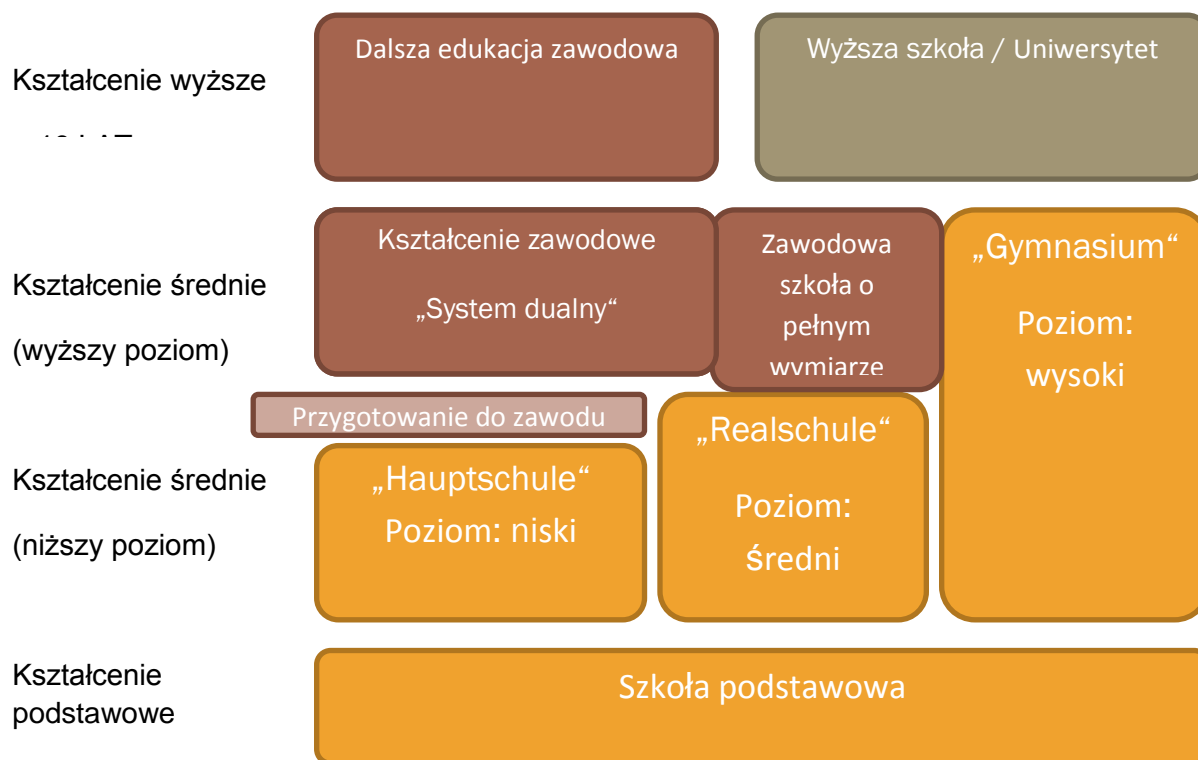 Kształcenie wyższe
Dalsza edukacja zawodowa
Wyższa szkoła / Uniwersytet
Kształcenie średnie
(wyższy poziom)
Kształcenie zawodowe
„System dualny“
Zawodowa
szkoła o
pełnym
wymiarze
„Gymnasium“
Poziom:
wysoki
Przygotowanie do zawodu
Kształcenie średnie
(niższy poziom)
„Hauptschule“
Poziom: niski
„Realschule“
Poziom:
średni
Kształcenie
podstawowe
Szkoła podstawowa